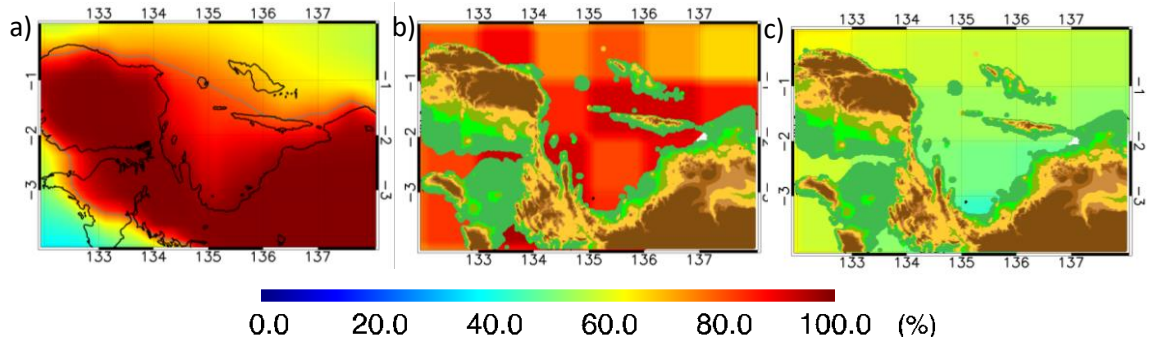 a) 133 134 135 136 137
b) 133 134 135 136 137
c) 133 134 135 136 137
−1 −1 −1 −1
−2 −2 −2
−3 −3 −3 −3
133 134 135 136 137
133 134 135 136 137
133 134 135 136 137
0.0 20.0 40.0 60.0 80.0 100.0 (%)